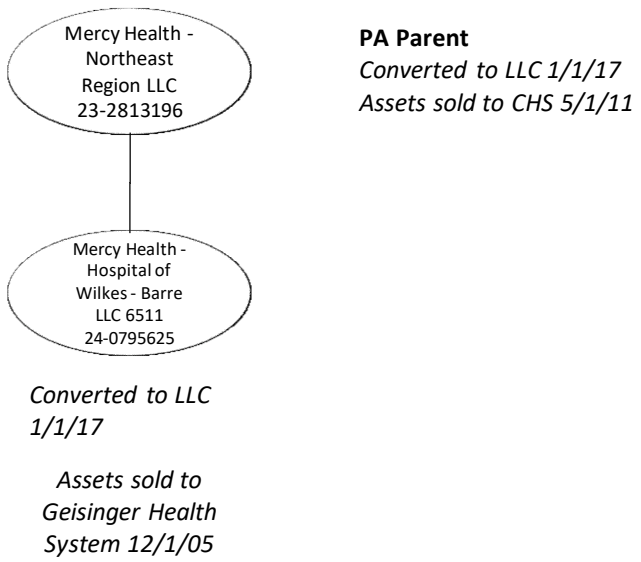 Mercy Health -
Northeast
Region LLC
23-2813196
PA Parent
Converted to LLC 1/1/17
Assets sold to CHS 5/1/11
Mercy Health -
Hospital of
Wilkes - Barre
LLC 6511
24-0795625
Converted to LLC
1/1/17
Assets sold to
Geisinger Health
System 12/1/05